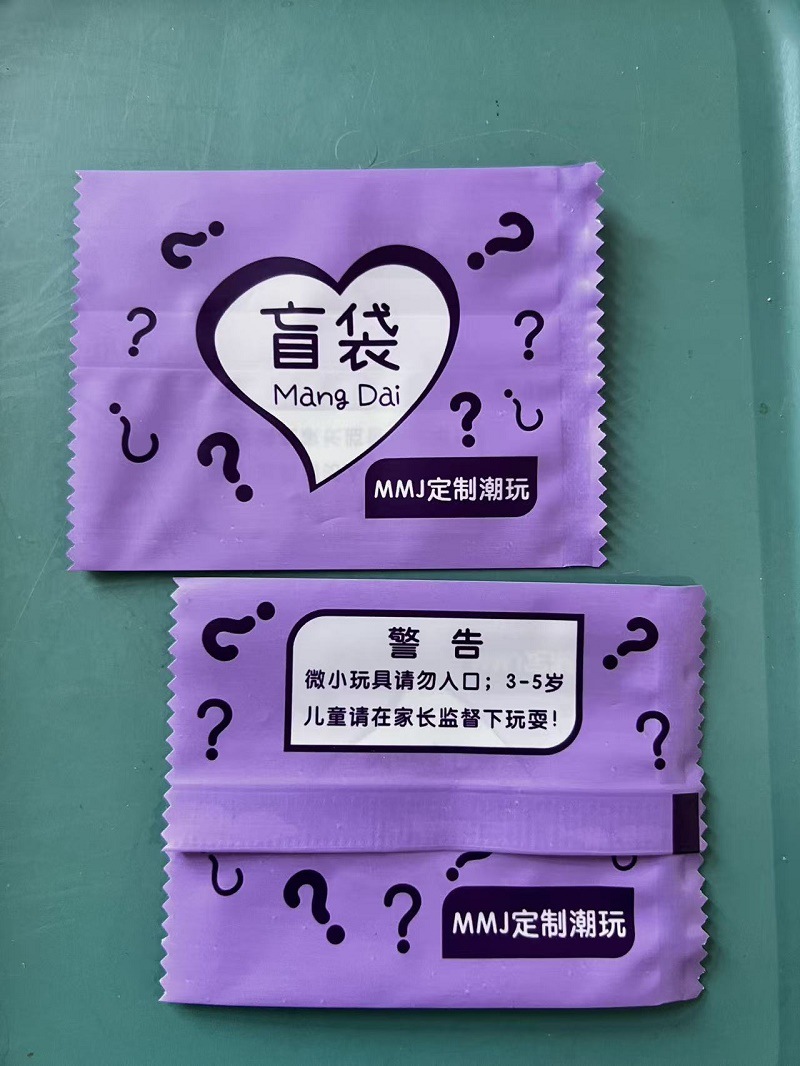 盲袋
Mang Dai
MMJ定制潮玩
警告
微小玩具请勿入口；3-5岁
儿童请在家长监督下玩耍！
MMJ定制潮玩